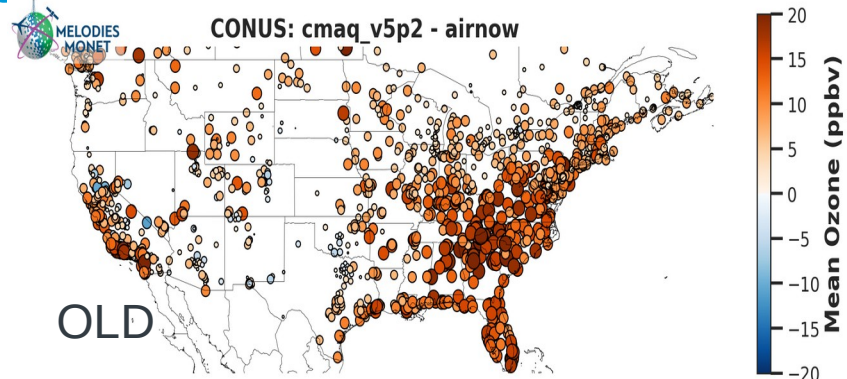 MELODIES
MONET
CONUS: cmaq_v5p2 - airnow
20
15
10
5
0
−5
−10
−15
−20
Mean Ozone (ppbv)
OLD